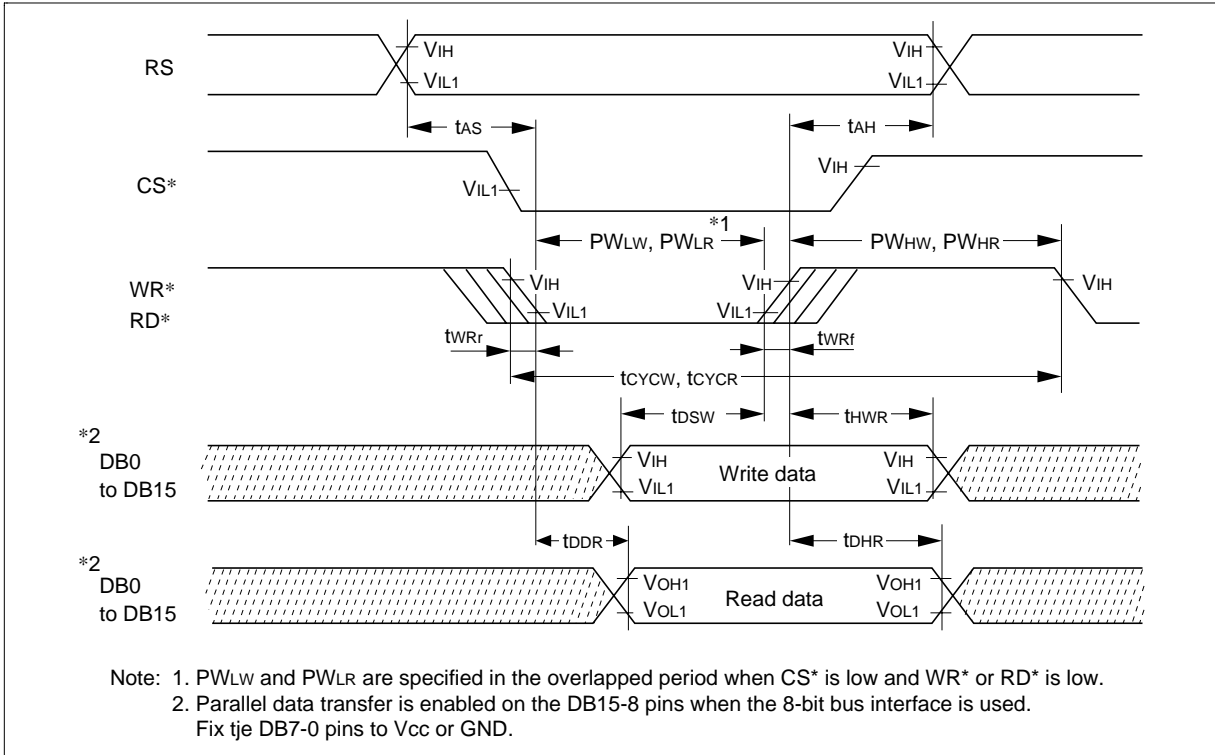 RS
VIH
VIL1
VIH
VIL1
tAS
tAH
CS*
VIL1
VIH
*1
PWLW, PWLR
PWHW, PWHR
WR*
RD*
VIH
VIL1
VIH
VIL1
VIH
tWRr
tWRf
tCYCW, tCYCR
tDSW
tHWR
*2
DB0
to DB15
VIH
VIL1
Write data
VIH
VIL1
tDDR
tDHR
*2
DB0
to DB15
VOH1
VOL1
Read data
VOH1
VOL1
Note: 1. PWLW and PWLR are specified in the overlapped period when CS* is low and WR* or RD* is low.
2. Parallel data transfer is enabled on the DB15-8 pins when the 8-bit bus interface is used.
Fix tje DB7-0 pins to Vcc or GND.